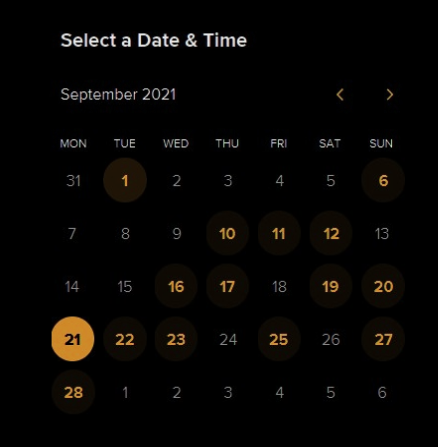 Select a Date & Time
September 2021
MON TUE WED THU FRI SAT SUN
31 1 2 3 4 5 6
7 8 9 10 11 12 13
14 15 16 17 18 19 20
21 22 23 24 25 26 27
28 1 2 3 4 5 6